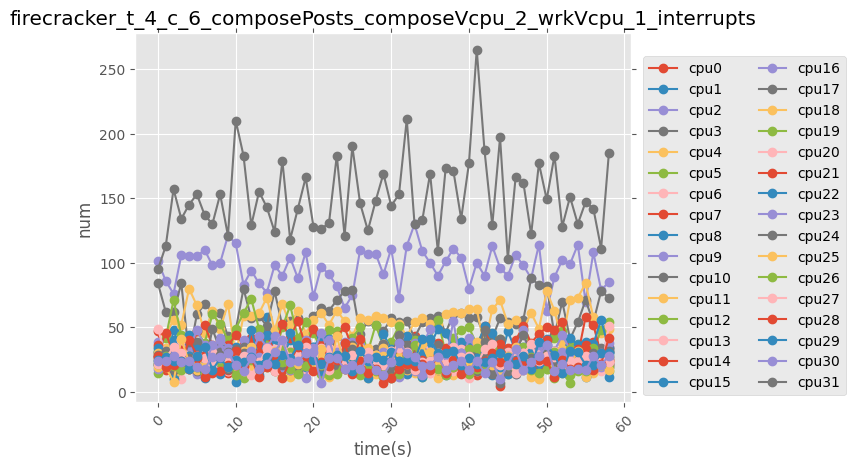 firecracker_t_4_c_6_composePosts_composeVcpu_2_wrkVcpu_1_interrupts
num
250
200
150
100
50
0
0
10
20
30
40
50
60
time(s)
cpu0
cpu1
cpu2
cpu3
cpu4
cpu5
cpu6
cpu7
cpu8
cpu9
cpu10
cpu11
cpu12
cpu13
cpu14
cpu15
cpu16
cpu17
cpu18
cpu19
cpu20
cpu21
cpu22
cpu23
cpu24
cpu25
cpu26
cpu27
cpu28
cpu29
cpu30
cpu31